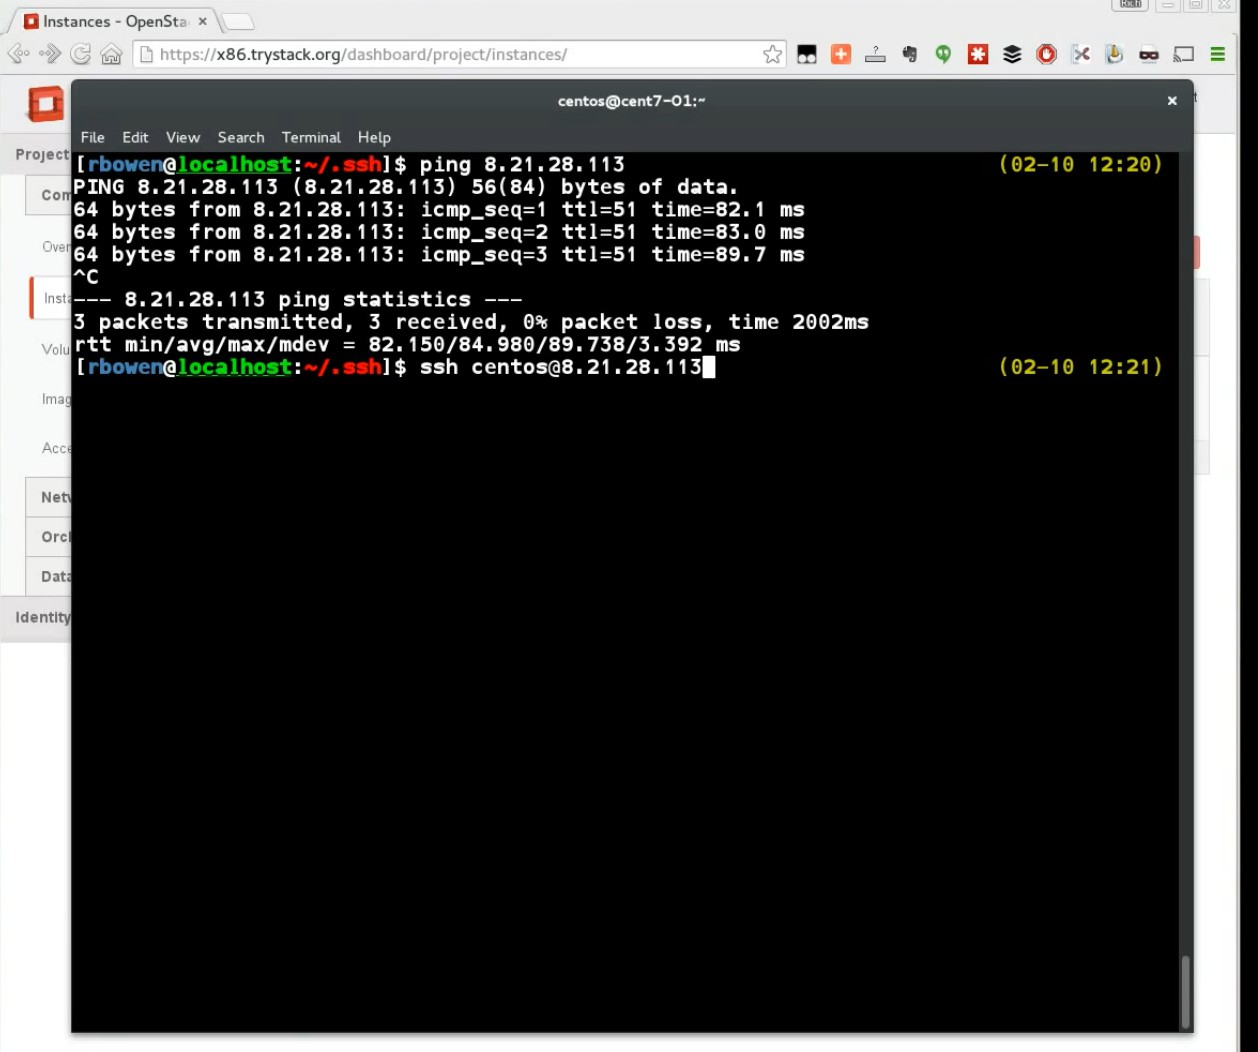 Rich
Instances - OpenSta ×
https://x86.trystack.org/dashboard/project/instances/
centos@cent7-01:~ ×
File Edit View Search Terminal Help
Project
Com
Over
Insta
Volu
Imag
Acce
Netw
Orch
Data
Identity
[rbowen@localhost:~/.ssh]$ ping 8.21.28.113 (02-10 12:20)
PING 8.21.28.113 (8.21.28.113) 56(84) bytes of data.
64 bytes from 8.21.28.113: icmp_seq=1 ttl=51 time=82.1 ms
64 bytes from 8.21.28.113: icmp_seq=2 ttl=51 time=83.0 ms
64 bytes from 8.21.28.113: icmp_seq=3 ttl=51 time=89.7 ms
^C
--- 8.21.28.113 ping statistics ---
3 packets transmitted, 3 received, 0% packet loss, time 2002ms
rtt min/avg/max/mdev = 82.150/84.980/89.738/3.392 ms
[rbowen@localhost:~/.ssh]$ ssh centos@8.21.28.113 (02-10 12:21)